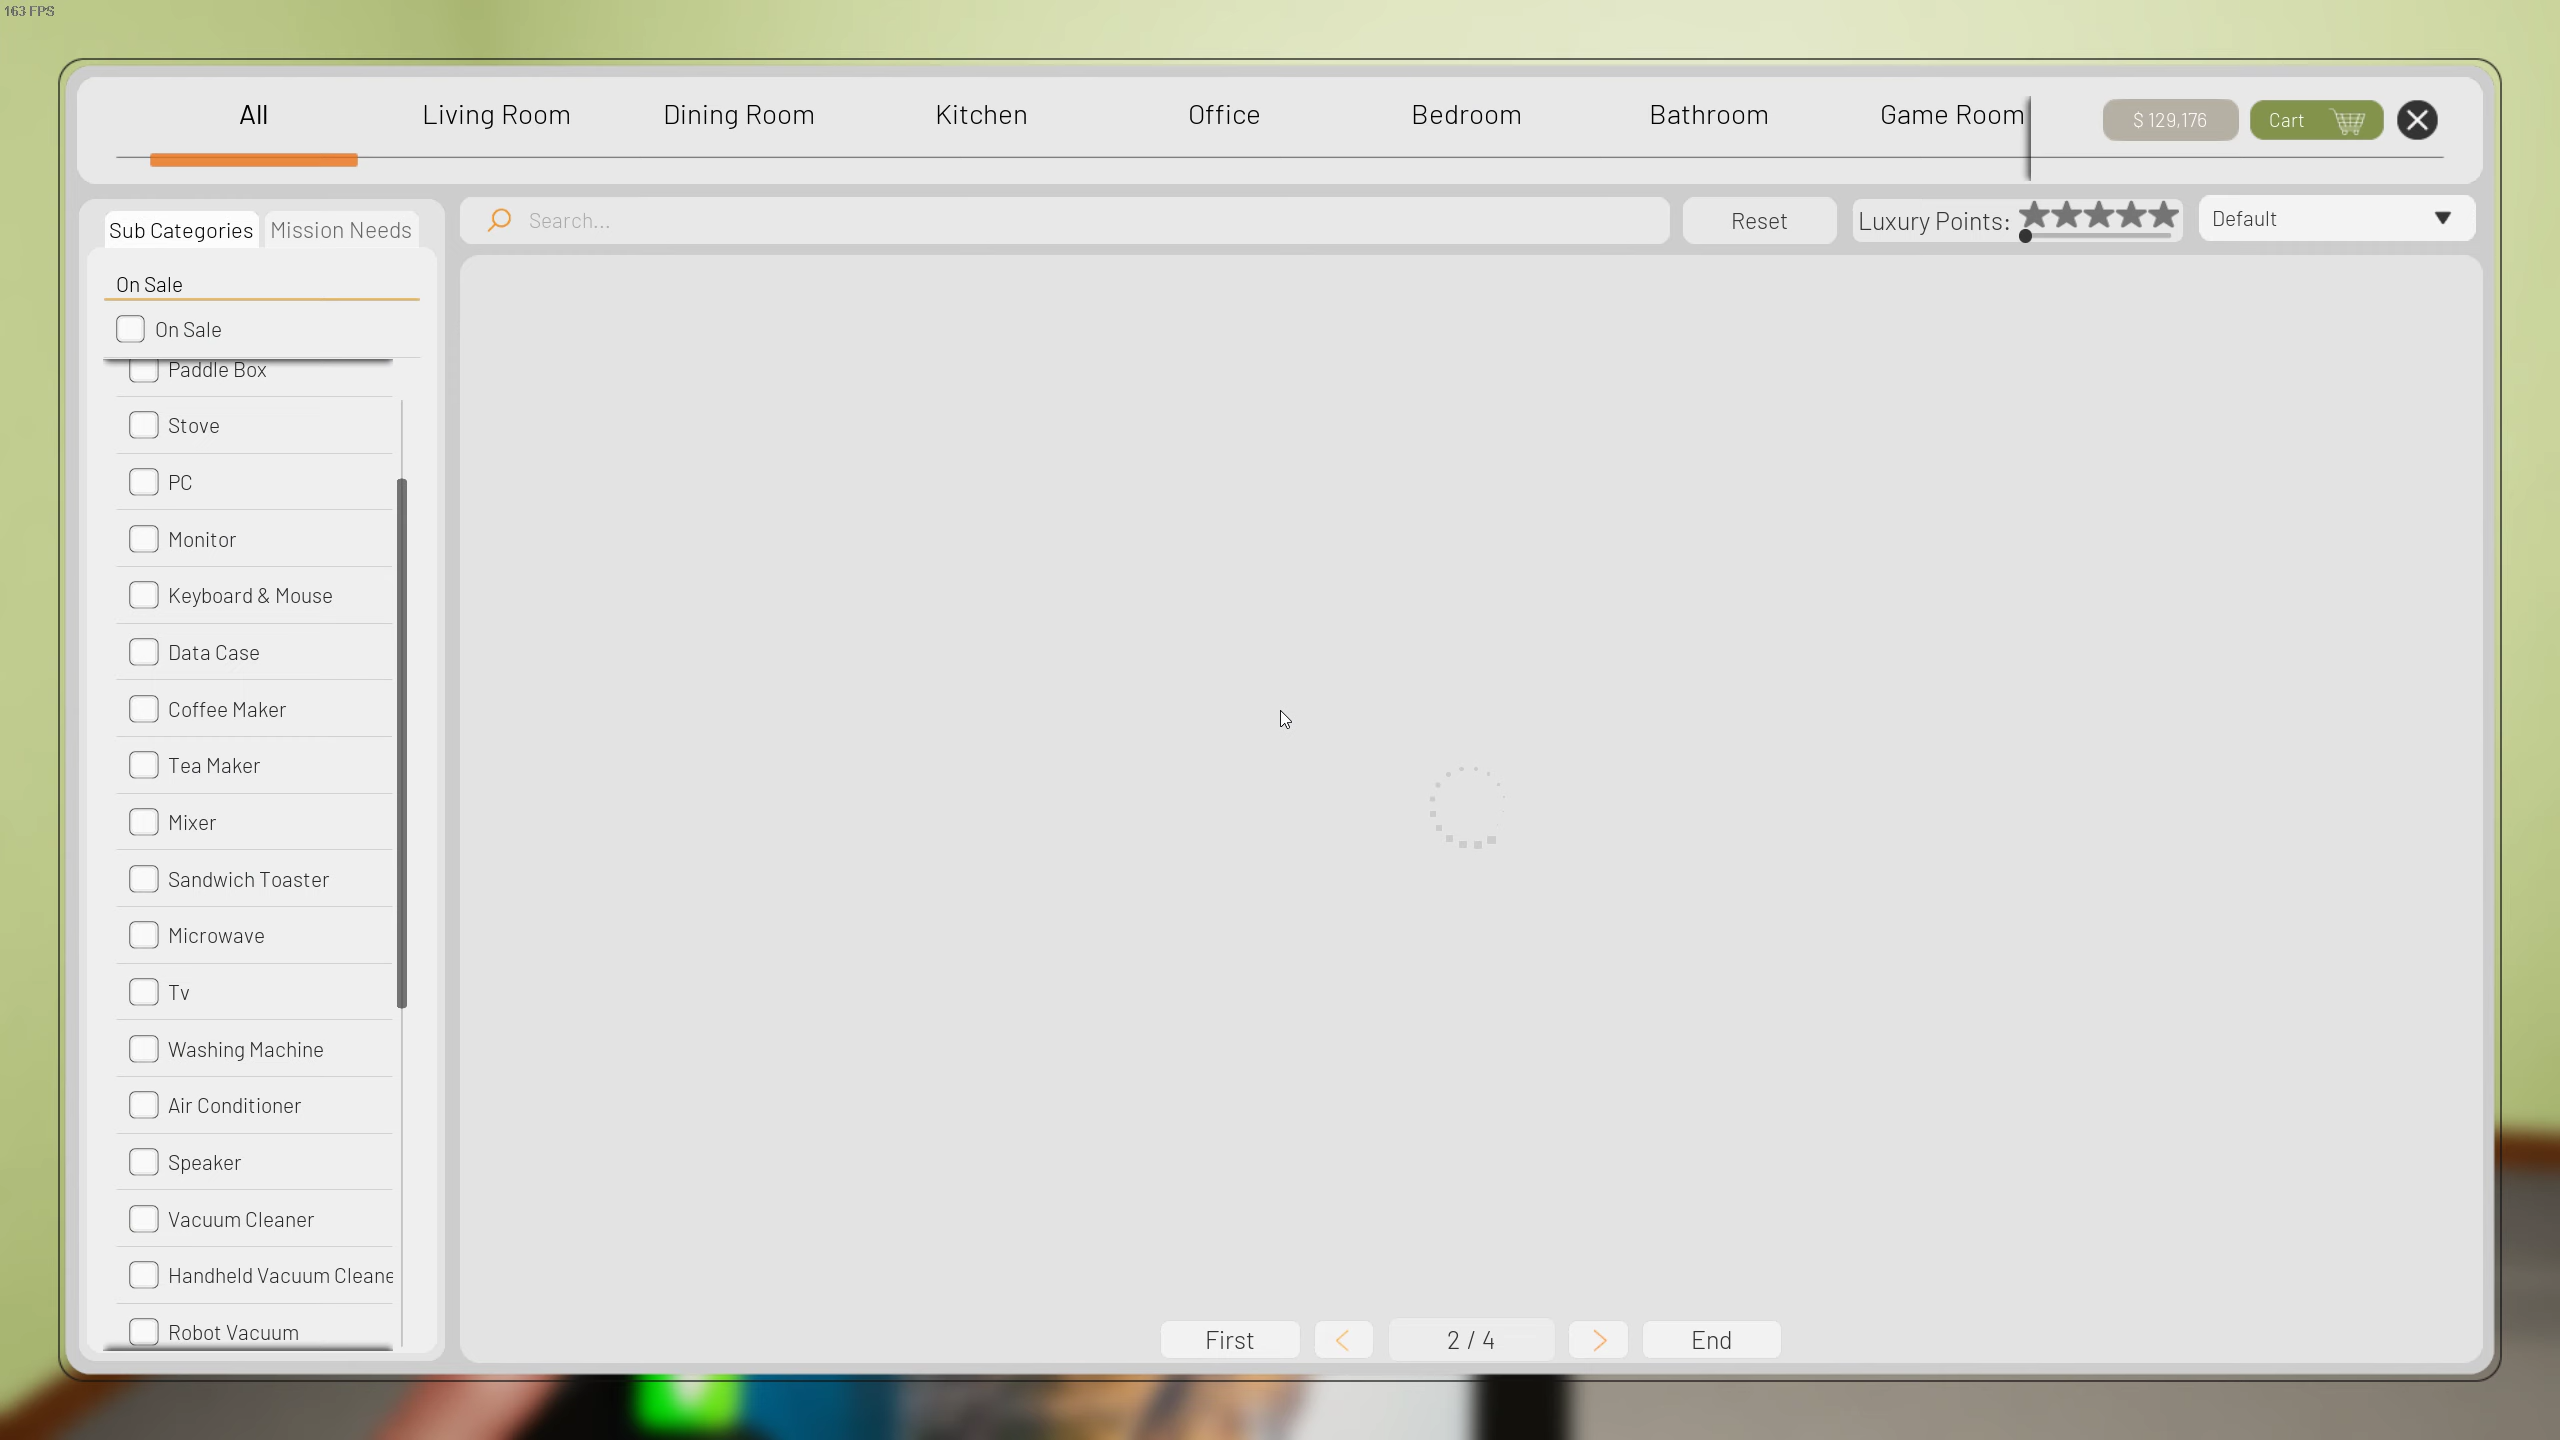 163 FPS
All
Living Room
Dining Room
Kitchen
Office
Bedroom
Bathroom
Game Room
$ 129,176
Cart
Sub Categories
Mission Needs
Search...
Reset
Luxury Points:
Default
On Sale
On Sale
Paddle Box
Stove
PC
Monitor
Keyboard & Mouse
Data Case
Coffee Maker
Tea Maker
Mixer
Sandwich Toaster
Microwave
Tv
Washing Machine
Air Conditioner
Speaker
Vacuum Cleaner
Handheld Vacuum Cleane
Robot Vacuum
First
2 / 4
End